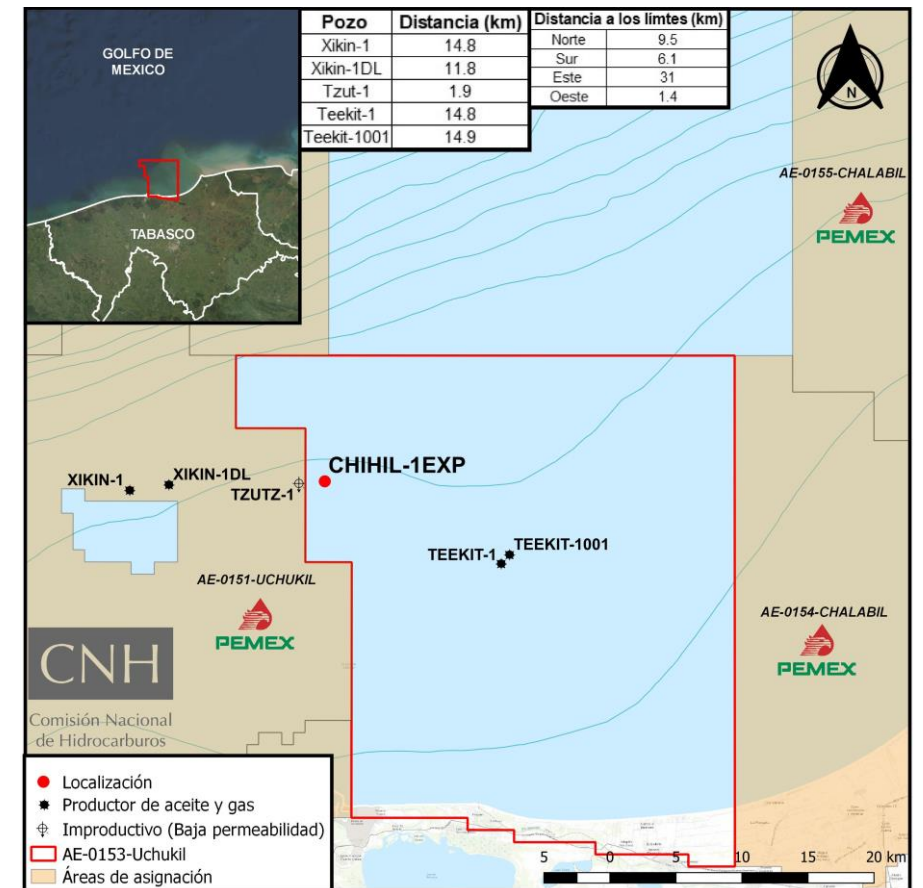 GOLFO DE
MEXICO
TABASCO
Pozo Distancia (km)
Xikin-1 14.8
Xikin-1DL 11.8
Tzut-1 1.9
Teekit-1 14.8
Teekit-1001 14.9
Distancia a los límtes (km)
Norte 9.5
Sur 6.1
Este 31
Oeste 1.4
N
AE-0155-CHALABIL
PEMEX
CHIHIL-1EXP
XIKIN-1
XIKIN-1DL
TZUTZ-1
TEEKIT-1
TEEKIT-1001
AE-0151-UCHUKIL
PEMEX
AE-0154-CHALABIL
PEMEX
CNH
Comisión Nacional
de Hidrocarburos
Localización
Productor de aceite y gas
Improductivo (Baja permeabilidad)
AE-0153-Uchukil
Áreas de asignación
5 0 5 10 15 20 km